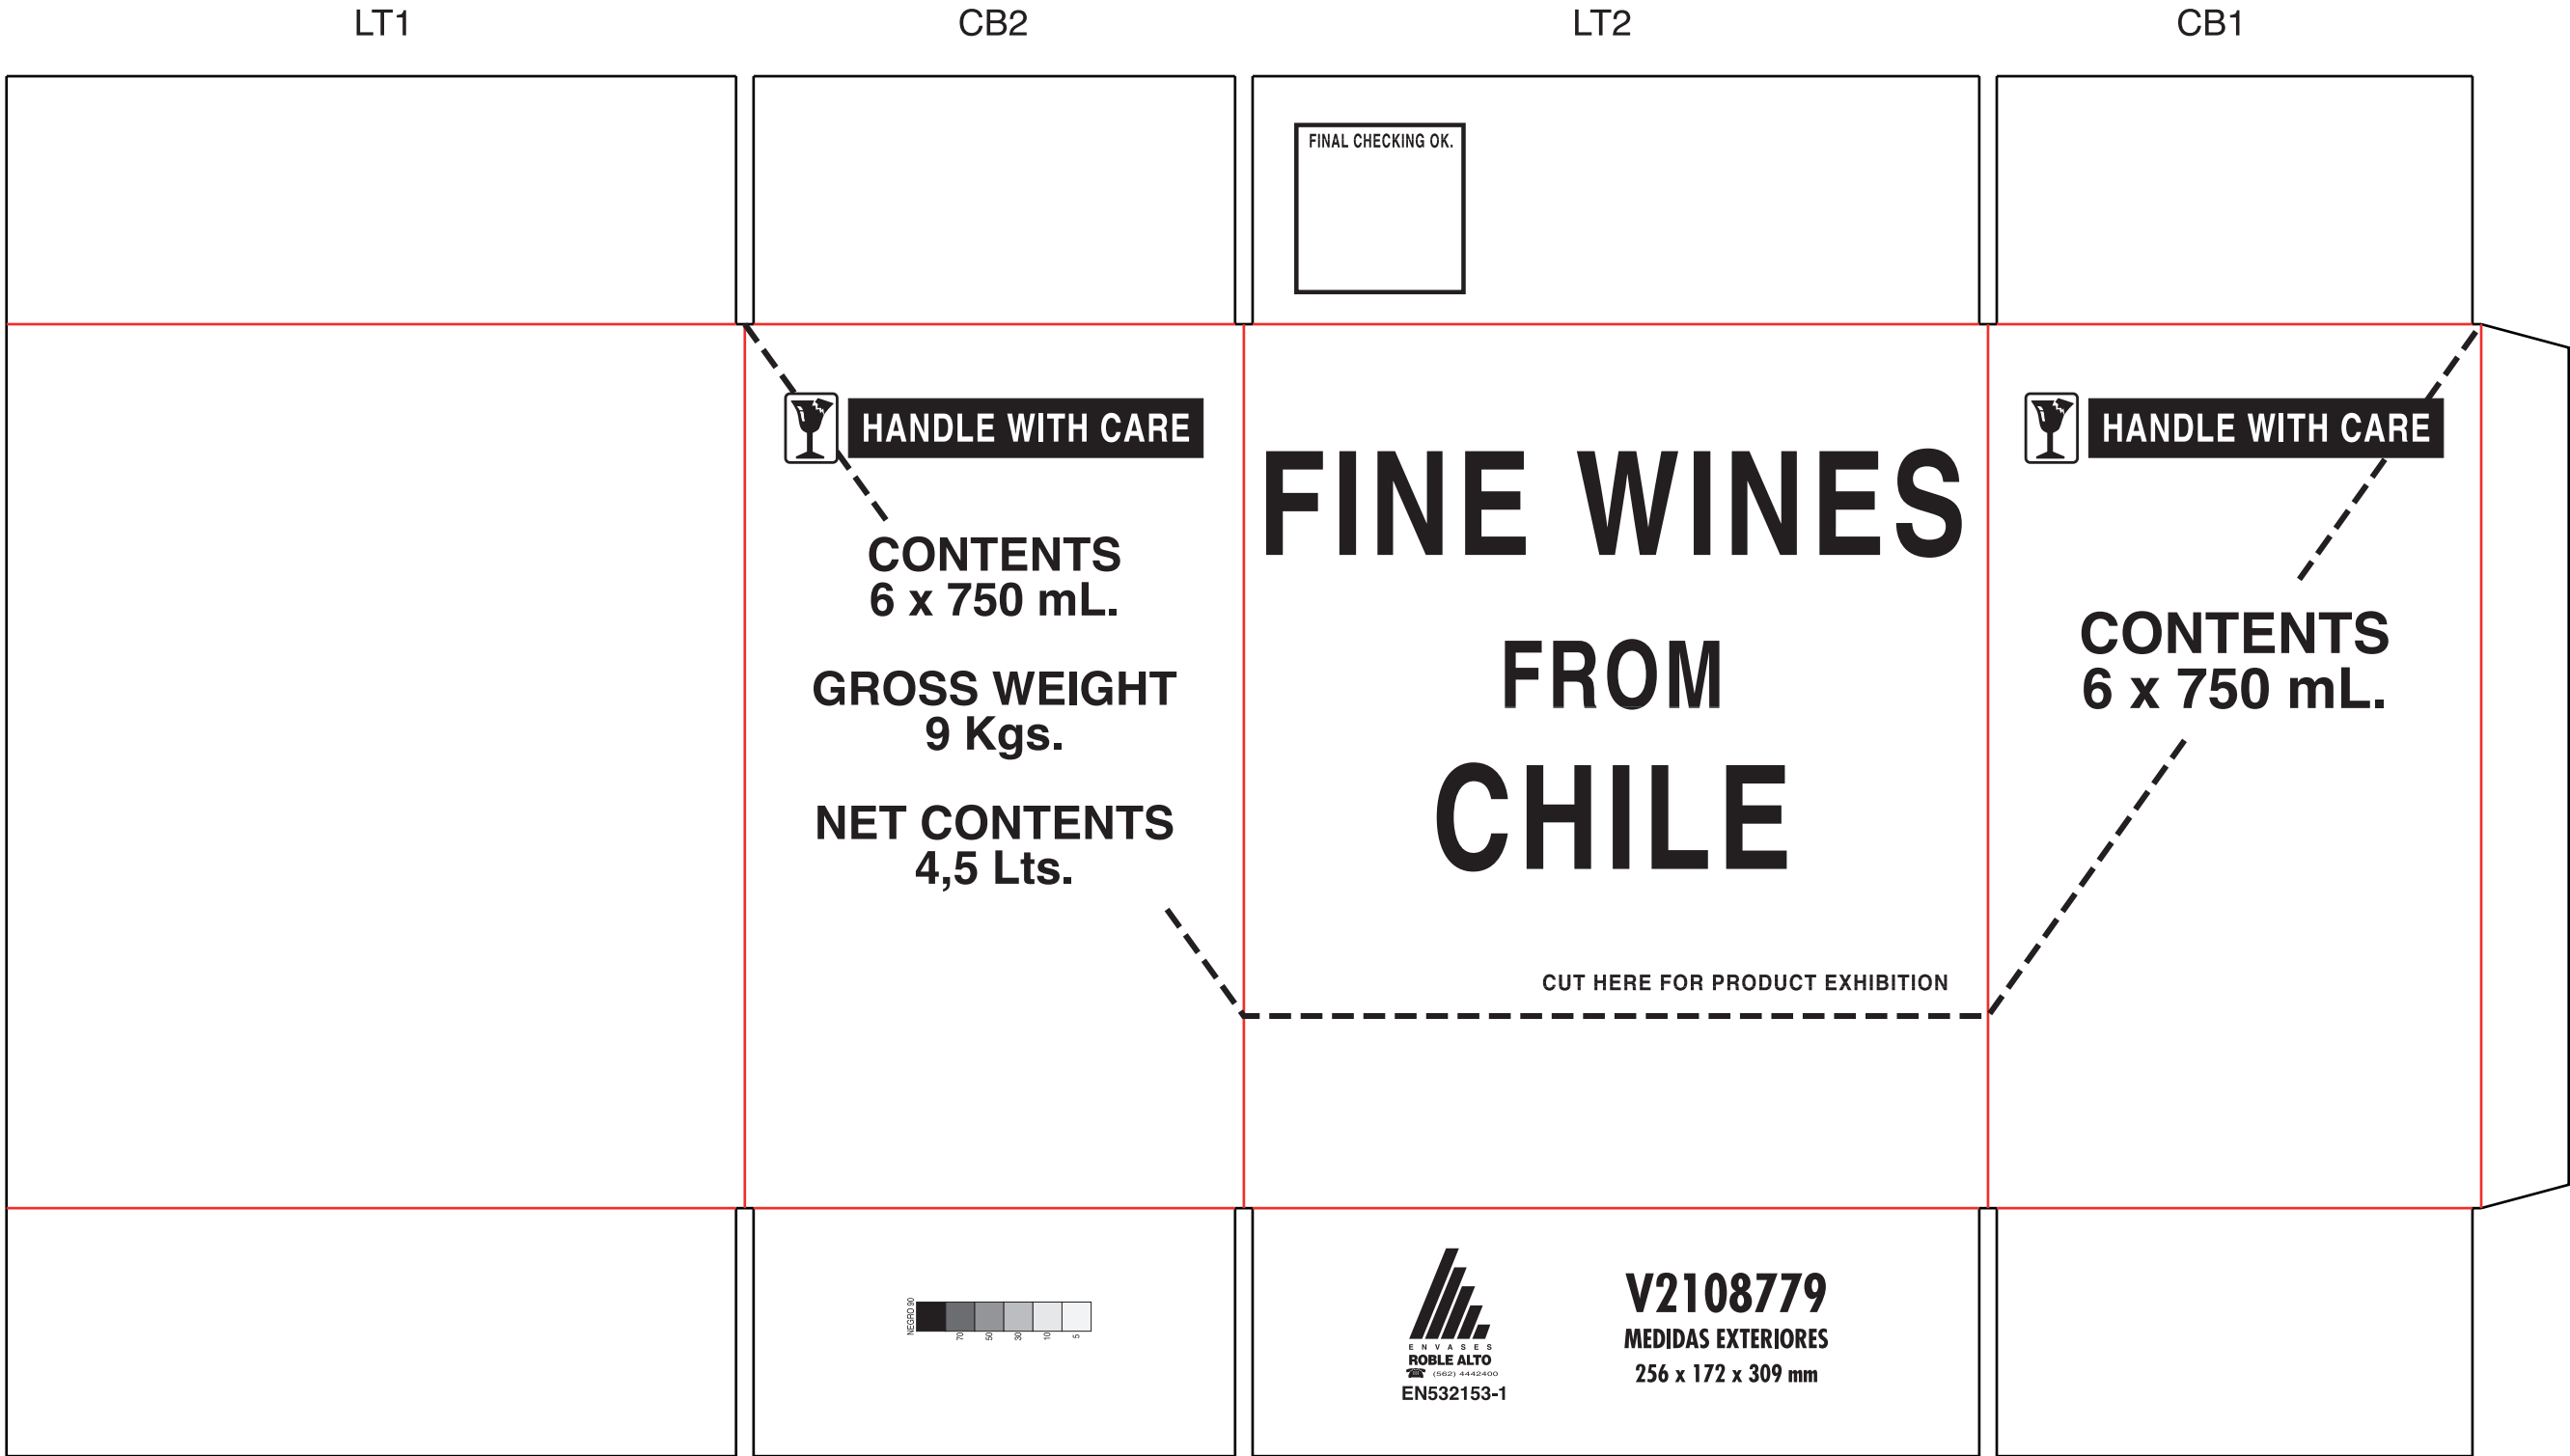 LT1
CB2
LT2
CB1
FINAL CHECKING OK.
HANDLE WITH CARE
CONTENTS
6 x 750 mL.
GROSS WEIGHT
9 Kgs.
NET CONTENTS
4,5 Lts.
FINE WINES
FROM
CHILE
CUT HERE FOR PRODUCT EXHIBITION
HANDLE WITH CARE
CONTENTS
6 x 750 mL.
NEGRO 90
70
50
30
10
5
ENVASES
ROBLE ALTO
(562) 4442400
EN532153-1
V2108779
MEDIDAS EXTERIORES
256 x 172 x 309 mm